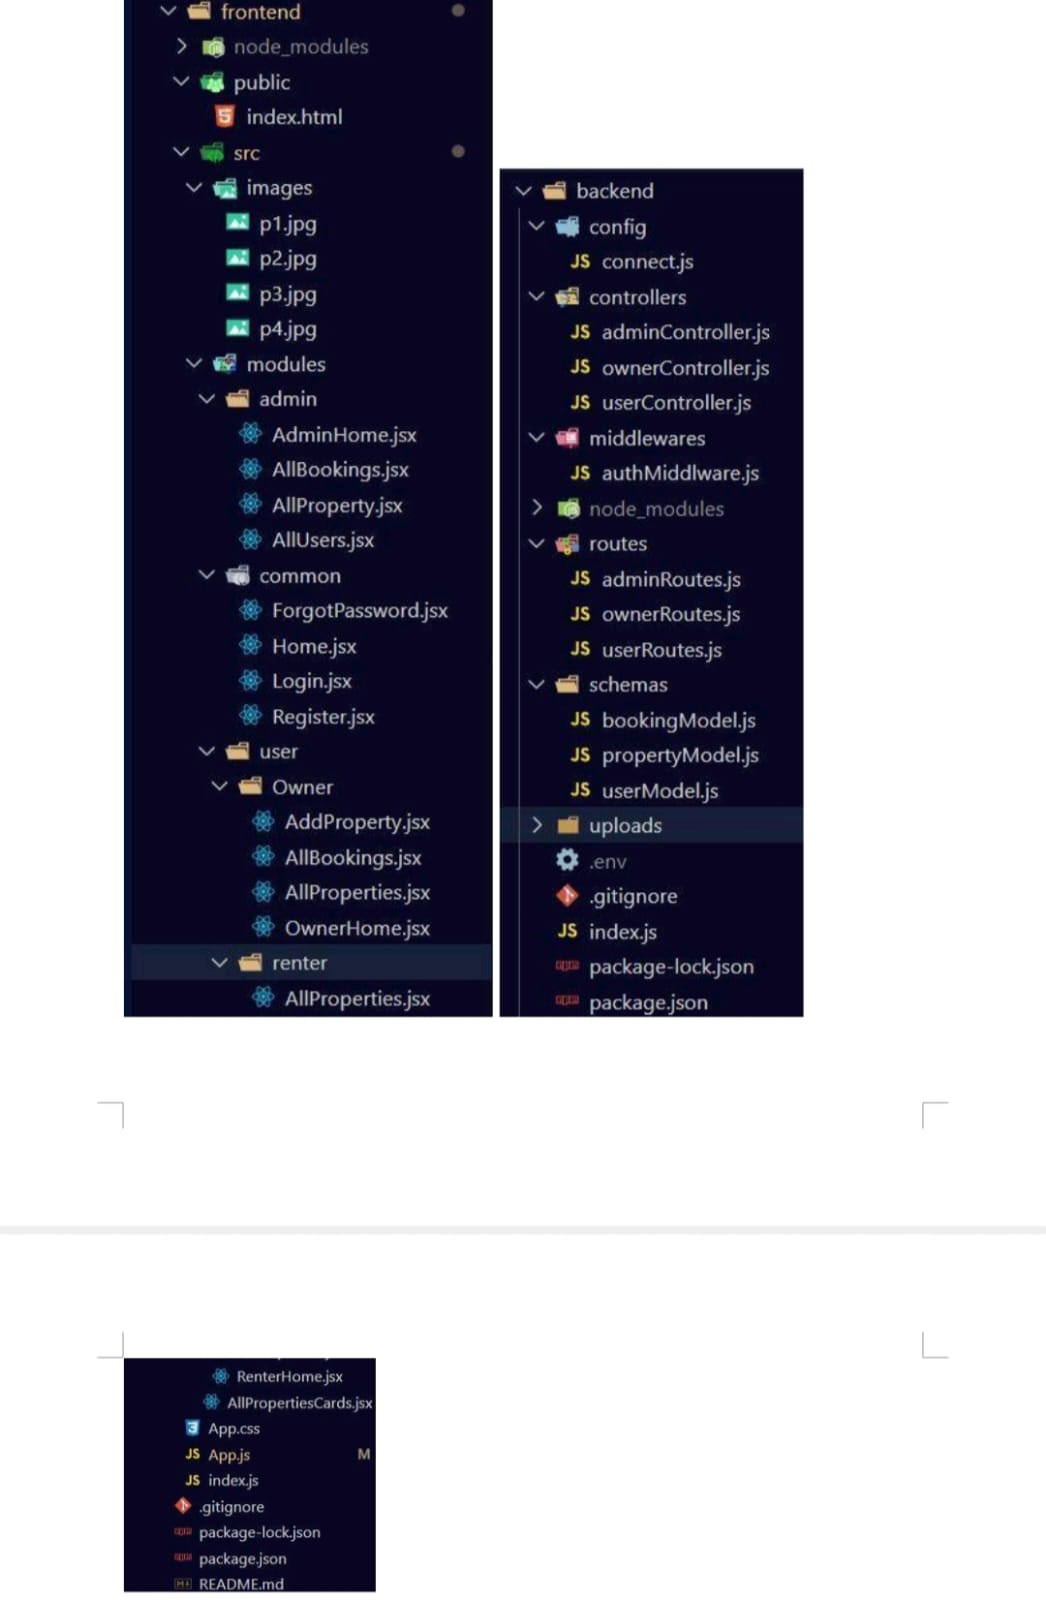 frontend
node_modules
public
index.html
src
images
p1.jpg
p2.jpg
p3.jpg
p4.jpg
modules
admin
AdminHome.jsx
AllBookings.jsx
AllProperty.jsx
AllUsers.jsx
common
ForgotPassword.jsx
Home.jsx
Login.jsx
Register.jsx
user
Owner
AddProperty.jsx
AllBookings.jsx
AllProperties.jsx
OwnerHome.jsx
renter
AllProperties.jsx
backend
config
JS connect.js
controllers
JS adminController.js
JS ownerController.js
JS userController.js
middlewares
JS authMiddlware.js
node_modules
routes
JS adminRoutes.js
JS ownerRoutes.js
JS userRoutes.js
schemas
JS bookingModel.js
JS propertyModel.js
JS userModel.js
uploads
.env
.gitignore
JS index.js
package-lock.json
package.json
RenterHome.jsx
AllPropertiesCards.jsx
App.css
JS App.js M
JS index.js
.gitignore
package-lock.json
package.json
README.md